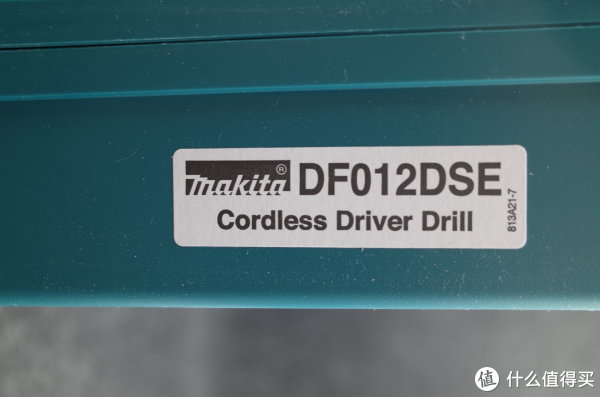 makita® DF012DSE
Cordless Driver Drill
813A21-7
值 什么值得买